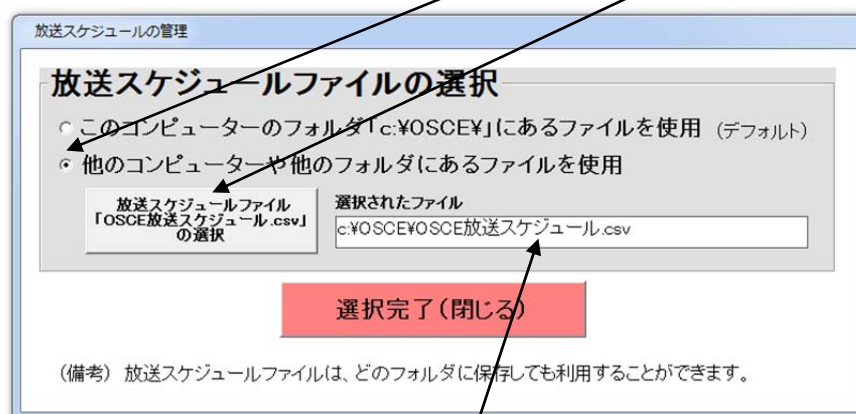 放送スケジュールの管理
放送スケジュールファイルの選択
このコンピューターのフォルダ「c:¥OSCE¥」にあるファイルを使用 (デフォルト)
他のコンピューターや他のフォルダにあるファイルを使用
放送スケジュールファイル
「OSCE放送スケジュール.csv」
の選択
選択されたファイル
c:¥OSCE¥OSCE放送スケジュール.csv
選択完了(閉じる)
(備考) 放送スケジュールファイルは、どのフォルダに保存しても利用することができます。